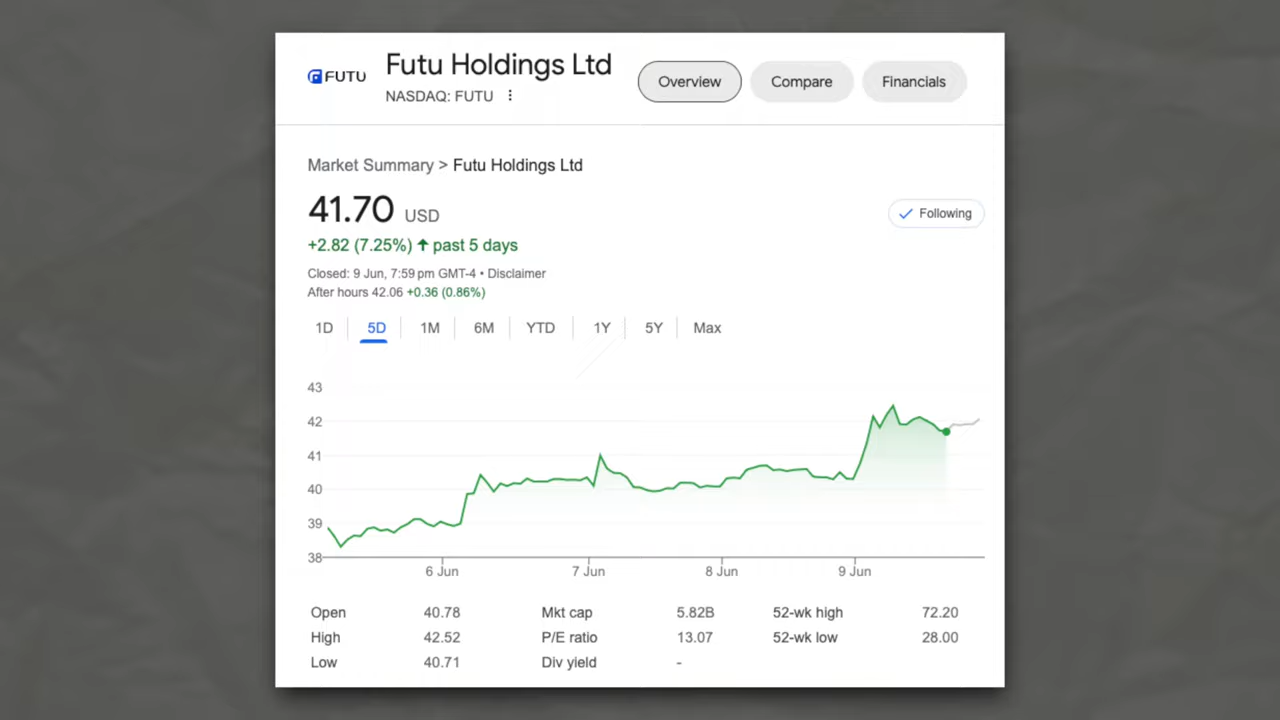 FUTU
Futu Holdings Ltd
NASDAQ: FUTU
Overview
Compare
Financials
Market Summary > Futu Holdings Ltd
41.70 USD
Following
+2.82 (7.25%) ↑ past 5 days
Closed: 9 Jun, 7:59 pm GMT-4 • Disclaimer
After hours 42.06 +0.36 (0.86%)
1D 5D 1M 6M YTD 1Y 5Y Max
43
42
41
40
39
38
6 Jun 7 Jun 8 Jun 9 Jun
Open 40.78 Mkt cap 5.82B 52-wk high 72.20
High 42.52 P/E ratio 13.07 52-wk low 28.00
Low 40.71 Div yield -